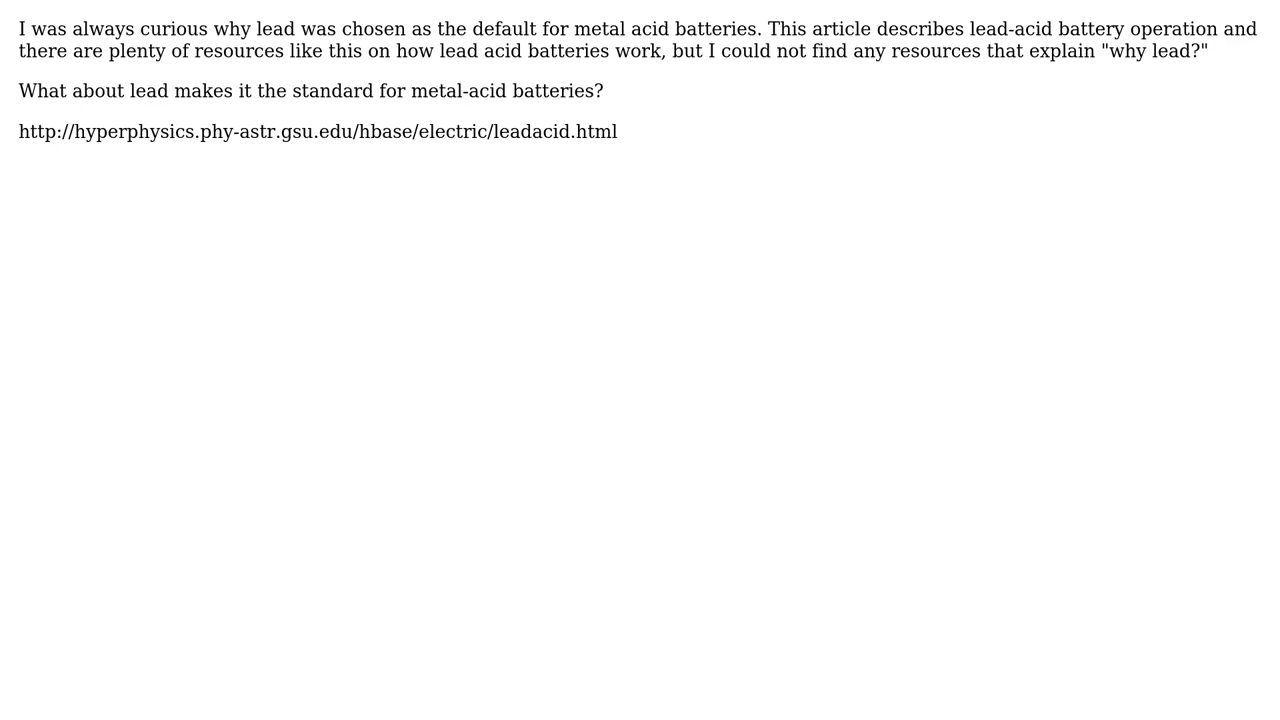 I was always curious why lead was chosen as the default for metal acid batteries. This article describes lead-acid battery operation and
there are plenty of resources like this on how lead acid batteries work, but I could not find any resources that explain "why lead?"
What about lead makes it the standard for metal-acid batteries?
http://hyperphysics.phy-astr.gsu.edu/hbase/electric/leadacid.html